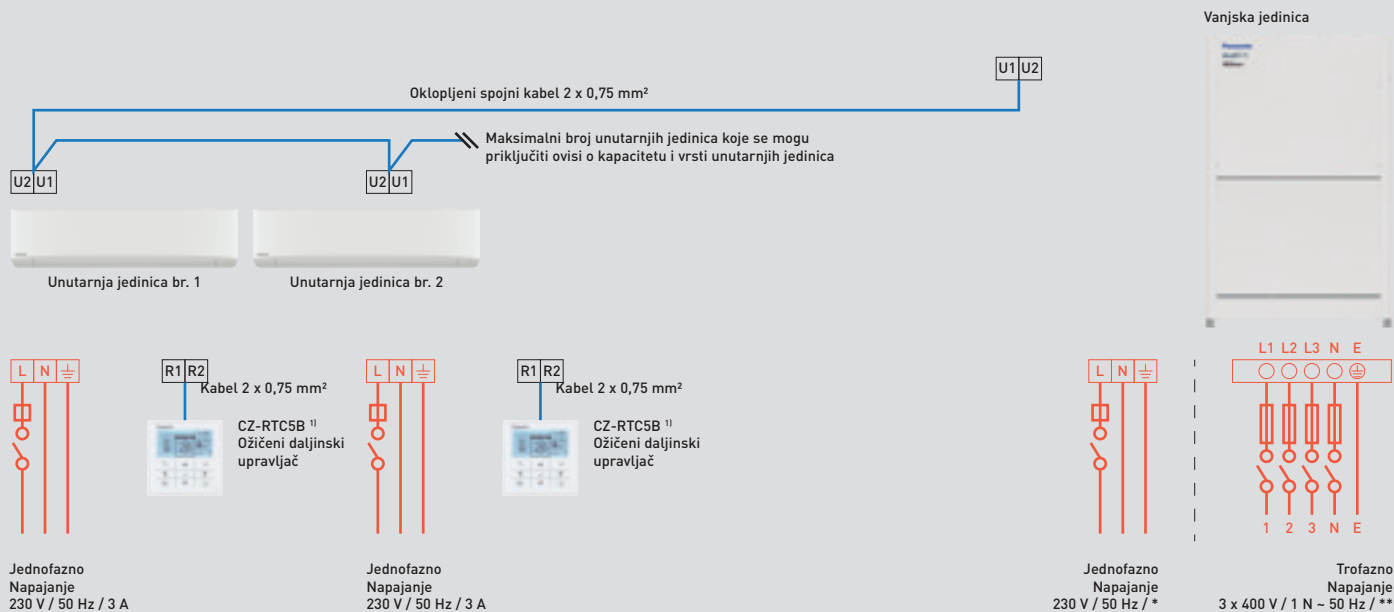 Vanjska jedinica
Panasonic
U1 U2
Oklopljeni spojni kabel 2 x 0,75 mm²
Maksimalni broj unutarnjih jedinica koje se mogu
priključiti ovisi o kapacitetu i vrsti unutarnjih jedinica
U2 U1
U2 U1
Unutarnja jedinica br. 1
Unutarnja jedinica br. 2
L N
R1 R2
Kabel 2 x 0,75 mm²
CZ-RTC5B ¹⁾
Ožičeni daljinski
upravljač
L N
R1 R2
Kabel 2 x 0,75 mm²
CZ-RTC5B ¹⁾
Ožičeni daljinski
upravljač
L N
L1 L2 L3 N E
1 2 3 N E
Jednofazno
Napajanje
230 V / 50 Hz / 3 A
Jednofazno
Napajanje
230 V / 50 Hz / 3 A
Jednofazno
Napajanje
230 V / 50 Hz / *
Trofazno
Napajanje
3 x 400 V / 1 N ~ 50 Hz / **